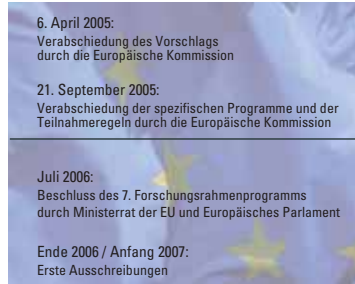 6. April 2005:
Verabschiedung des Vorschlags
durch die Europäische Kommission
21. September 2005:
Verabschiedung der spezifischen Programme und der
Teilnahmeregeln durch die Europäische Kommission
Juli 2006:
Beschluss des 7. Forschungsrahmenprogramms
durch Ministerrat der EU und Europäisches Parlament
Ende 2006 / Anfang 2007:
Erste Ausschreibungen